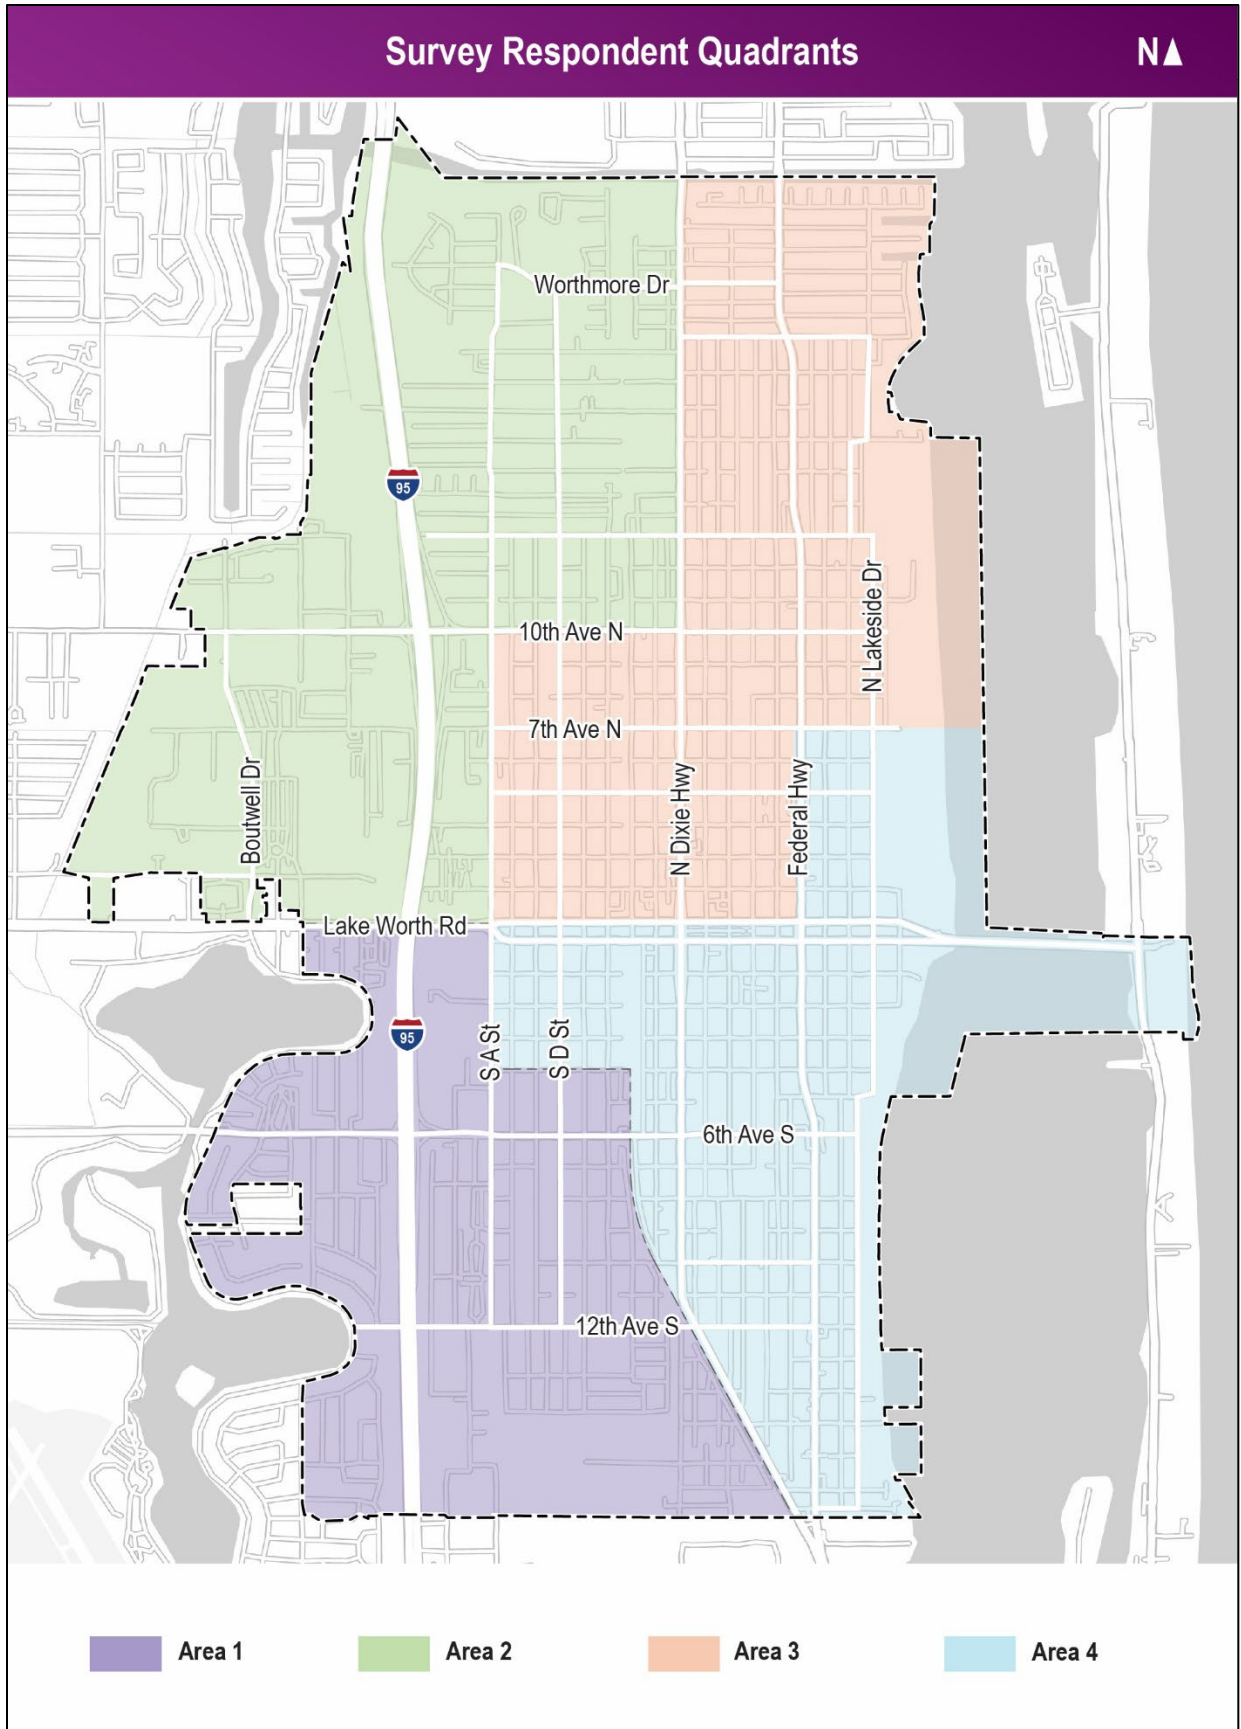 Survey Respondent Quadrants
N
Worthmore Dr
95
N Lakeside Dr
10th Ave N
7th Ave N
Boutwell Dr
N Dixie Hwy
Federal Hwy
Lake Worth Rd
95
S A St
S D St
6th Ave S
12th Ave S
Area 1
Area 2
Area 3
Area 4